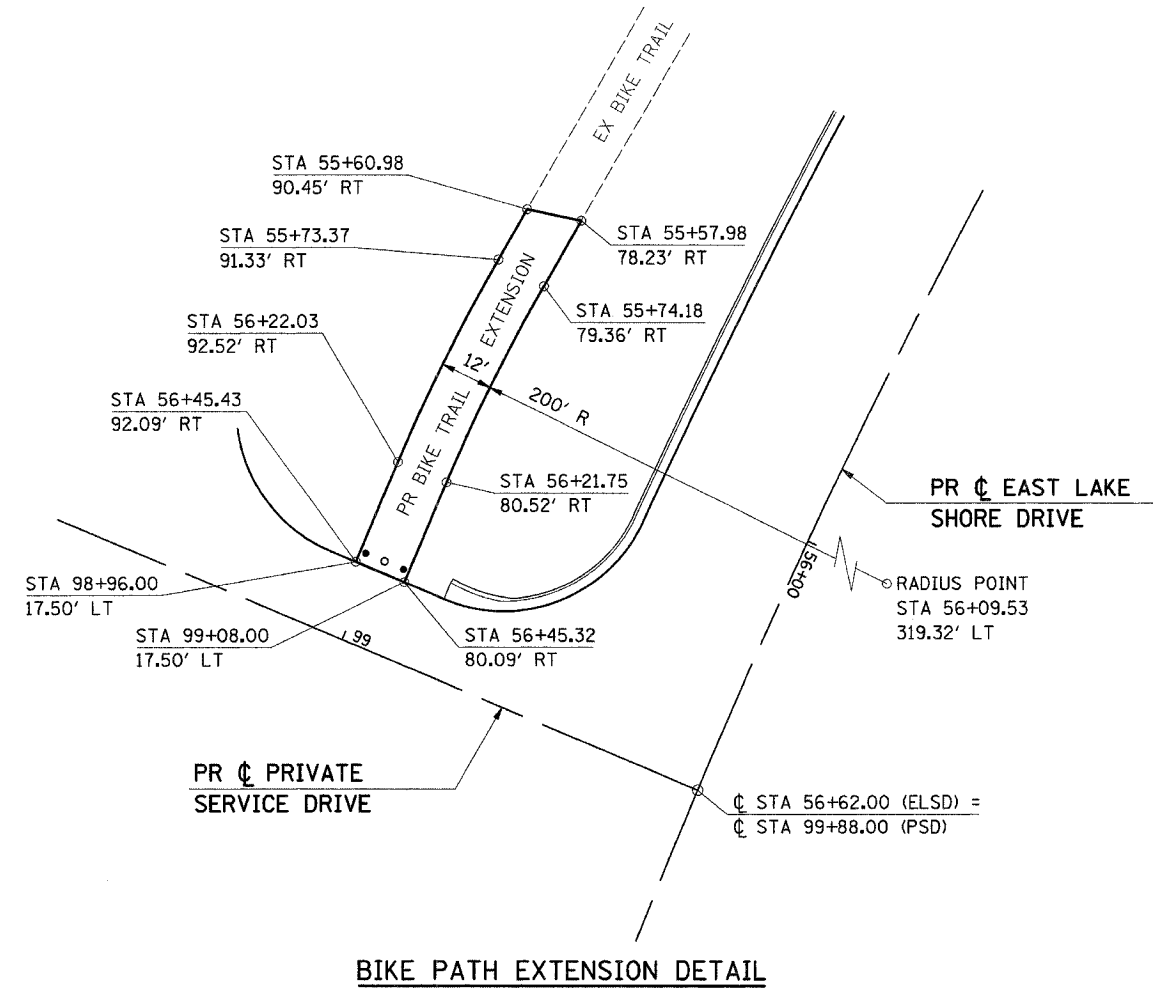 EX BIKE TRAIL
STA 55+60.98
90.45' RT
STA 55+57.98
78.23' RT
STA 55+73.37
91.33' RT
STA 55+74.18
79.36' RT
STA 56+22.03
92.52' RT
PR BIKE TRAIL EXTENSION
12'
200' R
STA 56+45.43
92.09' RT
STA 56+21.75
80.52' RT
PR ℄ EAST LAKE
SHORE DRIVE
56+00
RADIUS POINT
STA 56+09.53
319.32' LT
STA 98+96.00
17.50' LT
STA 99+08.00
17.50' LT
STA 56+45.32
80.09' RT
99
PR ℄ PRIVATE
SERVICE DRIVE
℄ STA 56+62.00 (ELSD) =
℄ STA 99+88.00 (PSD)
BIKE PATH EXTENSION DETAIL